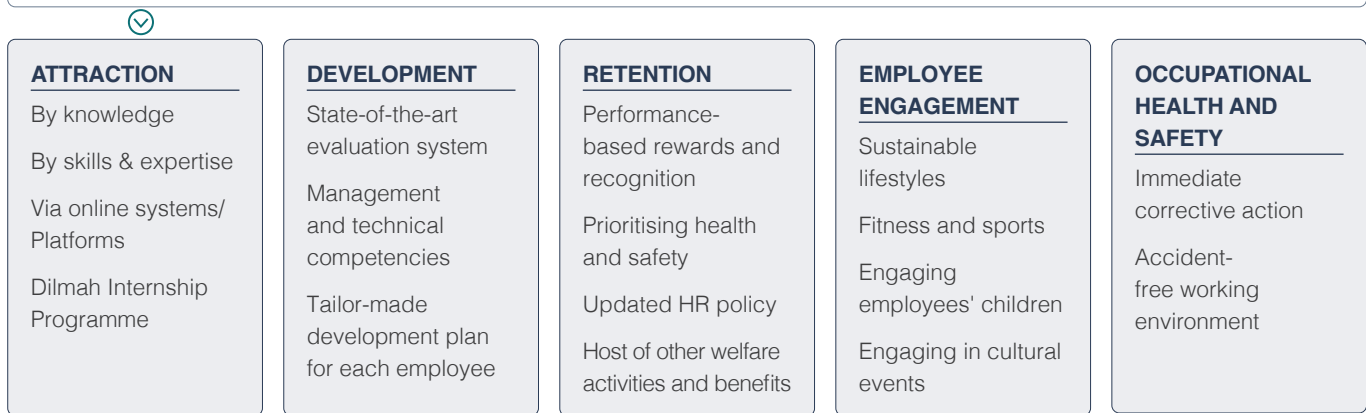 ATTRACTION
By knowledge
By skills & expertise
Via online systems/
Platforms
Dilmah Internship
Programme
DEVELOPMENT
State-of-the-art
evaluation system
Management
and technical
competencies
Tailor-made
development plan
for each employee
RETENTION
Performance-
based rewards and
recognition
Prioritising health
and safety
Updated HR policy
Host of other welfare
activities and benefits
EMPLOYEE
ENGAGEMENT
Sustainable
lifestyles
Fitness and sports
Engaging
employees' children
Engaging in cultural
events
OCCUPATIONAL
HEALTH AND
SAFETY
Immediate
corrective action
Accident-
free working
environment